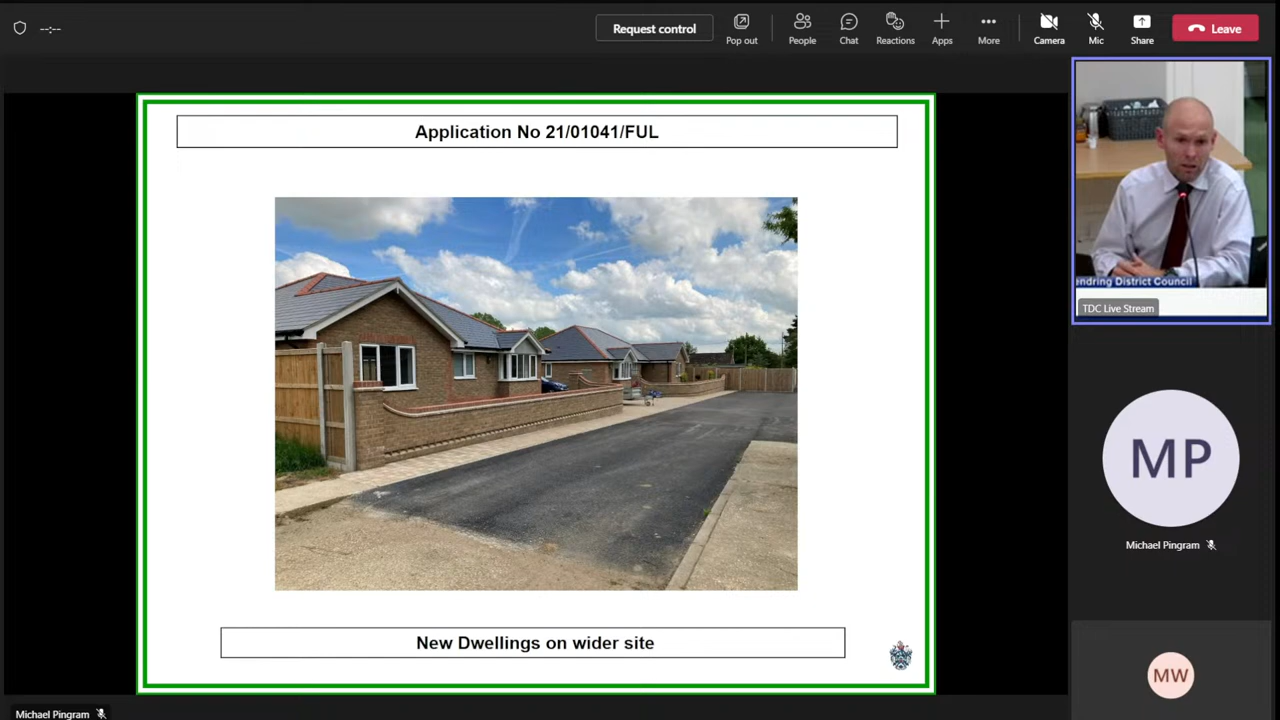 --:--
Request control
Pop out
People
Chat
Reactions
Apps
More
Camera
Mic
Share
Leave
Application No 21/01041/FUL
endring District Council
TDC Live Stream
MP
Michael Pingram
New Dwellings on wider site
MW
Michael Pingram